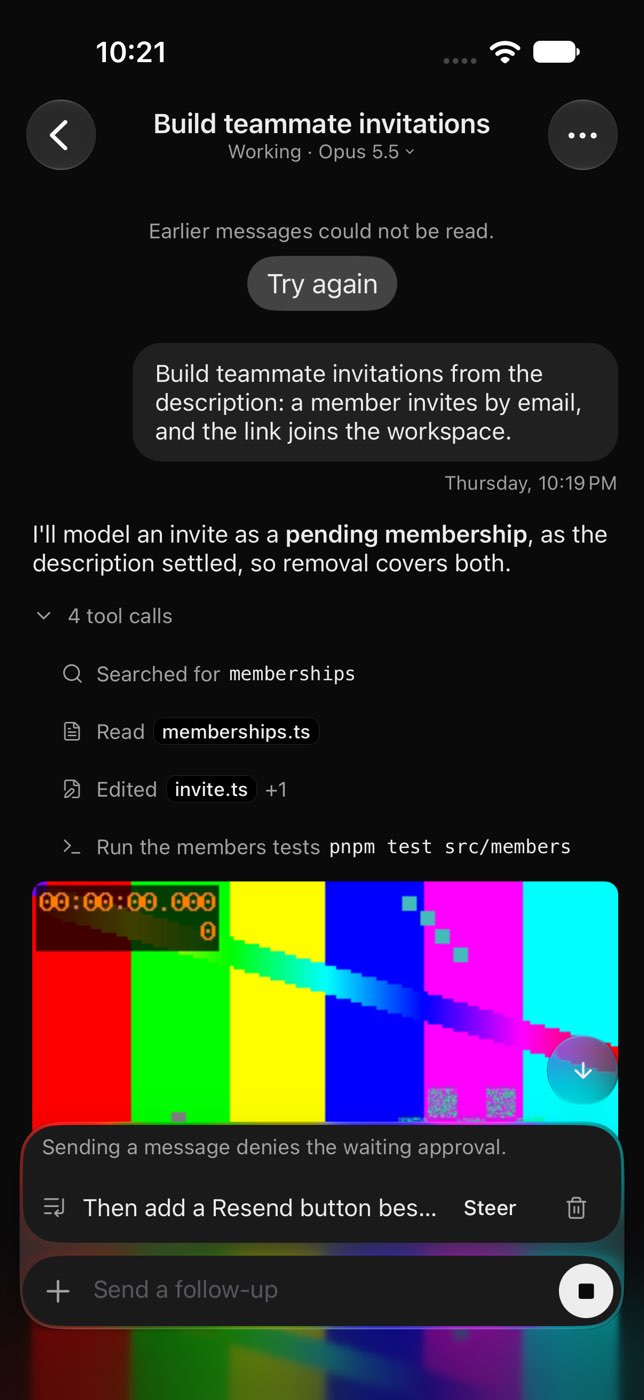 10:21
Build teammate invitations
Working · Opus 5.5
Earlier messages could not be read.
Try again
Build teammate invitations from the
description: a member invites by email,
and the link joins the workspace.
Thursday, 10:19 PM
I'll model an invite as a pending membership, as the
description settled, so removal covers both.
4 tool calls
Searched for memberships
Read memberships.ts
Edited invite.ts +1
Run the members tests pnpm test src/members
00:00:00.000
0
Sending a message denies the waiting approval.
Then add a Resend button bes... Steer
Send a follow-up